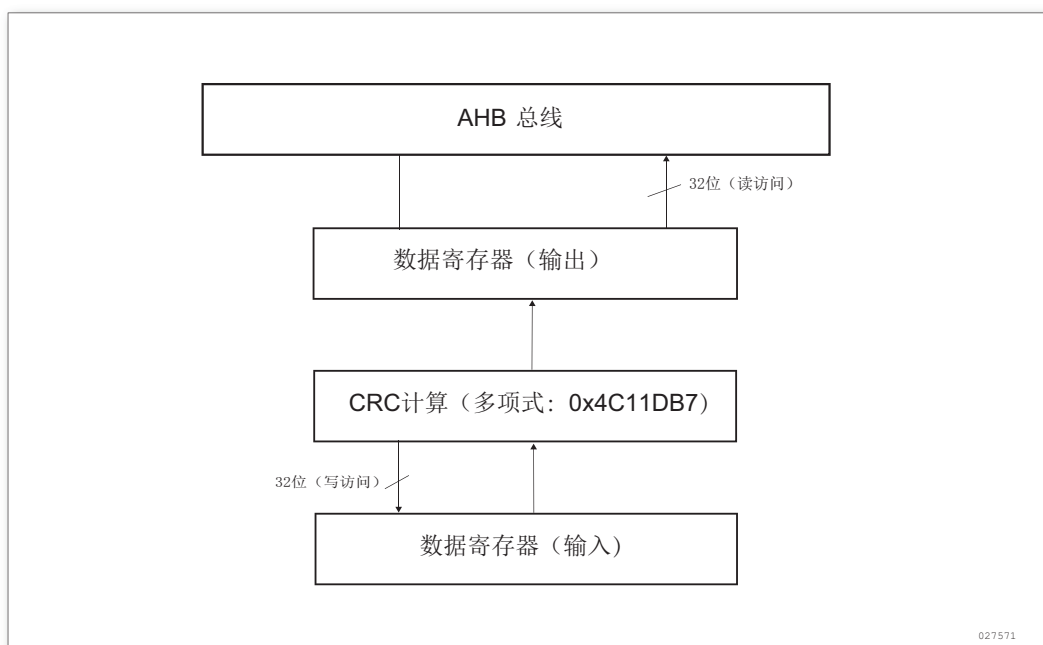 AHB 总线
32位（读访问）
数据寄存器（输出）
CRC计算（多项式：0x4C11DB7）
32位（写访问）
数据寄存器（输入）
027571